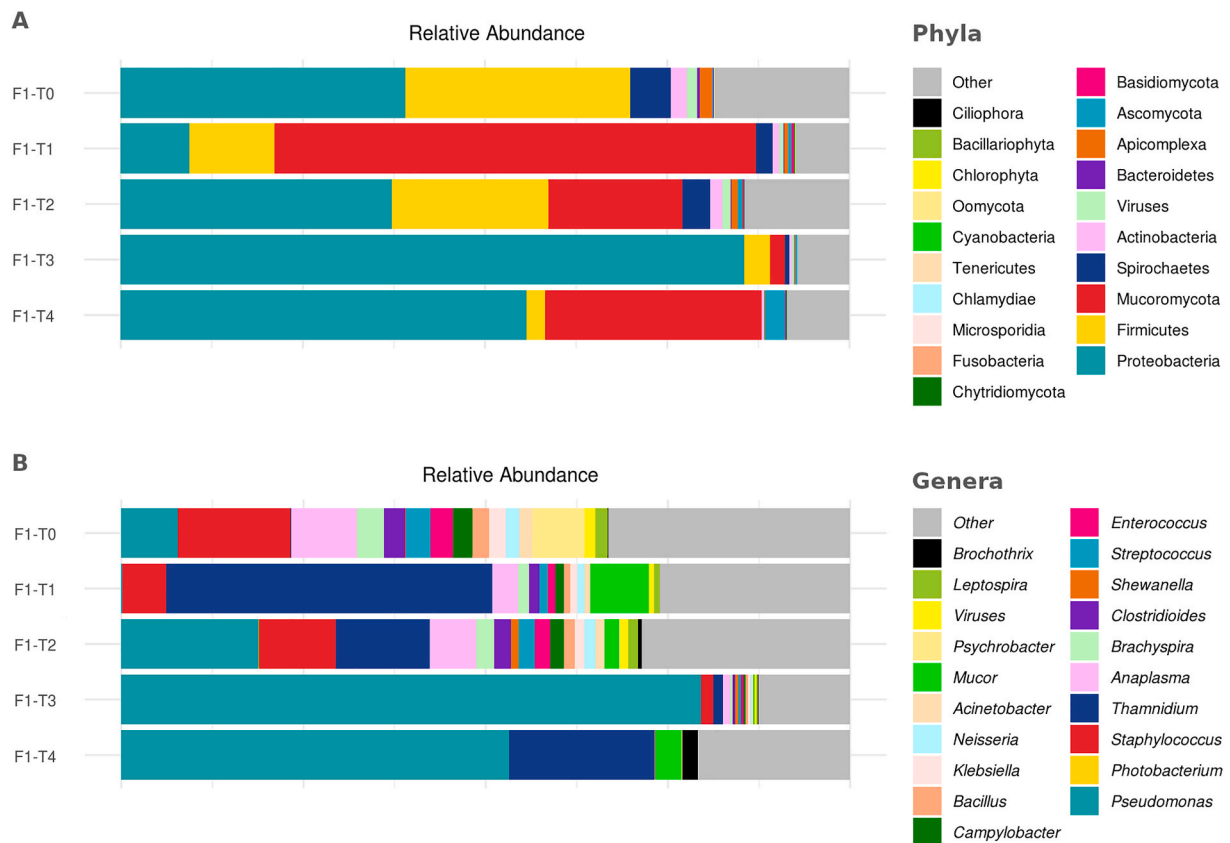 A
Relative Abundance
F1-T0
F1-T1
F1-T2
F1-T3
F1-T4
Phyla
Other
Ciliophora
Bacillariophyta
Chlorophyta
Oomycota
Cyanobacteria
Tenericutes
Chlamydiae
Microsporidia
Fusobacteria
Chytridiomycota
Basidiomycota
Ascomycota
Apicomplexa
Bacteroidetes
Viruses
Actinobacteria
Spirochaetes
Mucoromycota
Firmicutes
Proteobacteria
B
Relative Abundance
F1-T0
F1-T1
F1-T2
F1-T3
F1-T4
Genera
Other
Brochothrix
Leptospira
Viruses
Psychrobacter
Mucor
Acinetobacter
Neisseria
Klebsiella
Bacillus
Campylobacter
Enterococcus
Streptococcus
Shewanella
Clostridioides
Brachyspira
Anaplasma
Thamnidium
Staphylococcus
Photobacterium
Pseudomonas